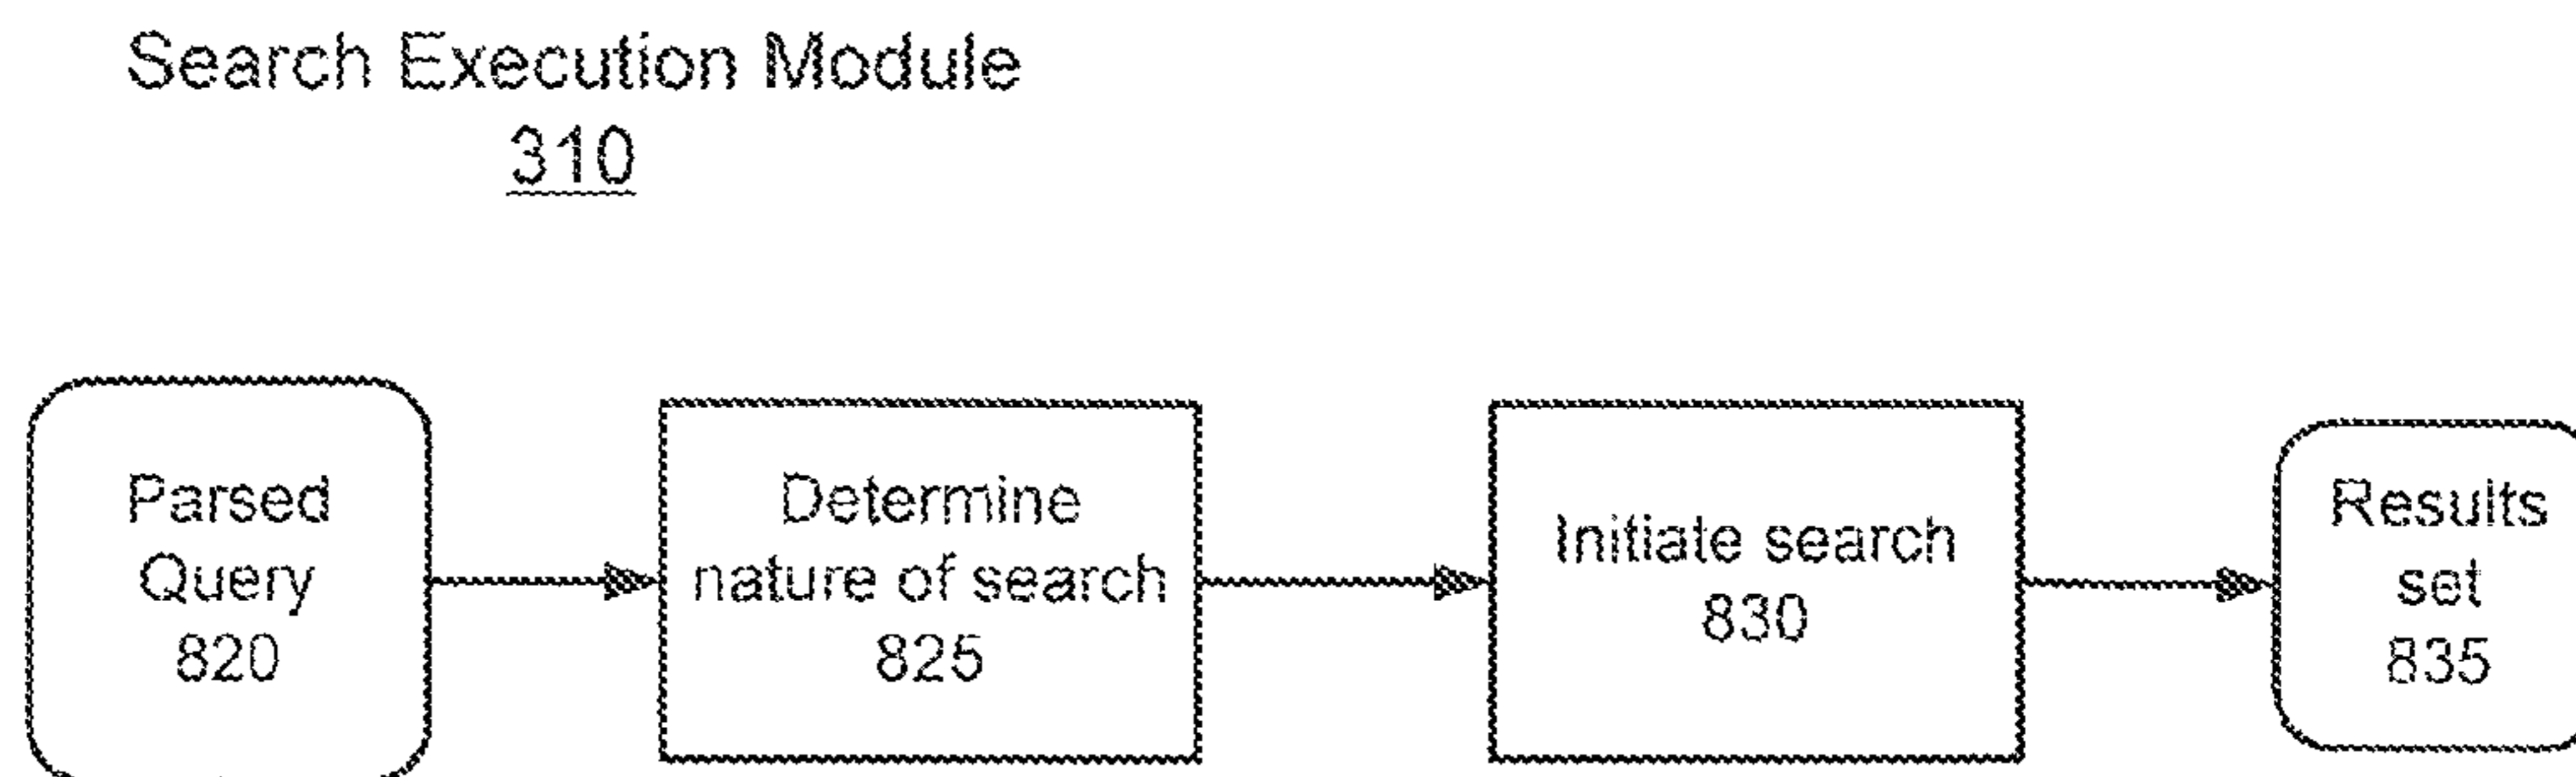 Search Execution Module
310
Parsed
Query
820
Determine
nature of search
825
Initiate search
830
Results
set
835